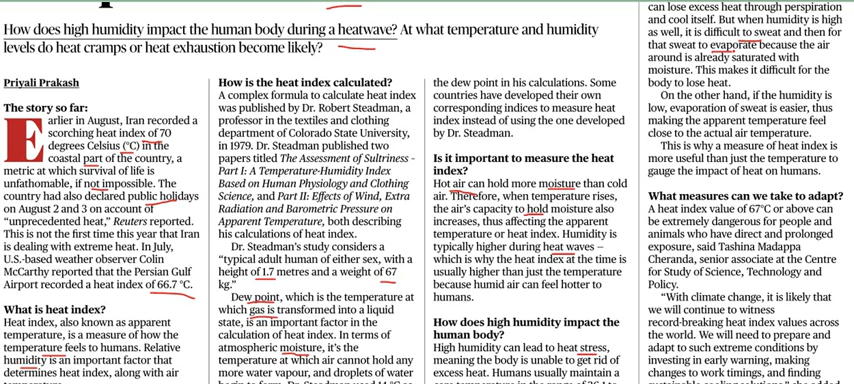 How does high humidity impact the human body during a heatwave? At what temperature and humidity
levels do heat cramps or heat exhaustion become likely?
Priyali Prakash
The story so far:
Earlier in August, Iran recorded a
scorching heat index of 70
degrees Celsius (°C) in the
coastal part of the country, a
metric at which survival of life is
unfathomable, if not impossible. The
country had also declared public holidays
on August 2 and 3 on account of
“unprecedented heat,” Reuters reported.
This is not the first time this year that Iran
is dealing with extreme heat. In July,
U.S.-based weather observer Colin
McCarthy reported that the Persian Gulf
Airport recorded a heat index of 66.7 °C.
What is heat index?
Heat index, also known as apparent
temperature, is a measure of how the
temperature feels to humans. Relative
humidity is an important factor that
determines heat index, along with air
How is the heat index calculated?
A complex formula to calculate heat index
was published by Dr. Robert Steadman, a
professor in the textiles and clothing
department of Colorado State University,
in 1979. Dr. Steadman published two
papers titled The Assessment of Sultriness -
Part I: A Temperature-Humidity Index
Based on Human Physiology and Clothing
Science, and Part II: Effects of Wind, Extra
Radiation and Barometric Pressure on
Apparent Temperature, both describing
his calculations of heat index.
Dr. Steadman’s study considers a
“typical adult human of either sex, with a
height of 1.7 metres and a weight of 67
kg.”
Dew point, which is the temperature at
which gas is transformed into a liquid
state, is an important factor in the
calculation of heat index. In terms of
atmospheric moisture, it’s the
temperature at which air cannot hold any
more water vapour, and droplets of water
the dew point in his calculations. Some
countries have developed their own
corresponding indices to measure heat
index instead of using the one developed
by Dr. Steadman.
Is it important to measure the heat
index?
Hot air can hold more moisture than cold
air. Therefore, when temperature rises,
the air’s capacity to hold moisture also
increases, thus affecting the apparent
temperature or heat index. Humidity is
typically higher during heat waves –
which is why the heat index at the time is
usually higher than just the temperature
because humid air can feel hotter to
humans.
How does high humidity impact the
human body?
High humidity can lead to heat stress,
meaning the body is unable to get rid of
excess heat. Humans usually maintain a
can lose excess heat through perspiration
and cool itself. But when humidity is high
as well, it is difficult to sweat and then for
that sweat to evaporate because the air
around is already saturated with
moisture. This makes it difficult for the
body to lose heat.
On the other hand, if the humidity is
low, evaporation of sweat is easier, thus
making the apparent temperature feel
close to the actual air temperature.
This is why a measure of heat index is
more useful than just the temperature to
gauge the impact of heat on humans.
What measures can we take to adapt?
A heat index value of 67°C or above can
be extremely dangerous for people and
animals who have direct and prolonged
exposure, said Tashina Madappa
Cheranda, senior associate at the Centre
for Study of Science, Technology and
Policy.
“With climate change, it is likely that
we will continue to witness
record-breaking heat index values across
the world. We will need to prepare and
adapt to such extreme conditions by
investing in early warning, making
changes to work timings, and finding